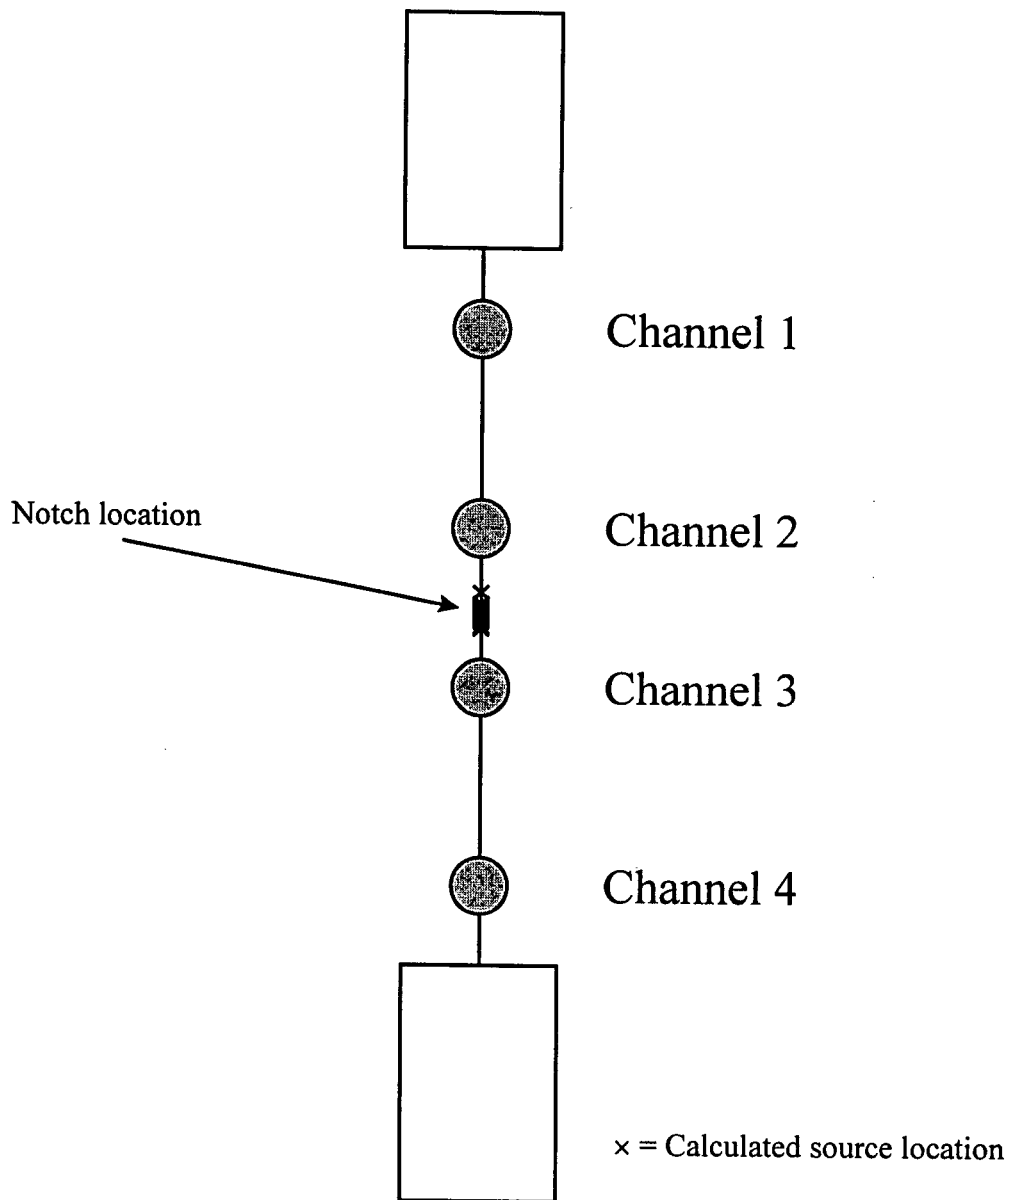 Channel 1
Notch location
Channel 2
Channel 3
Channel 4
× = Calculated source location